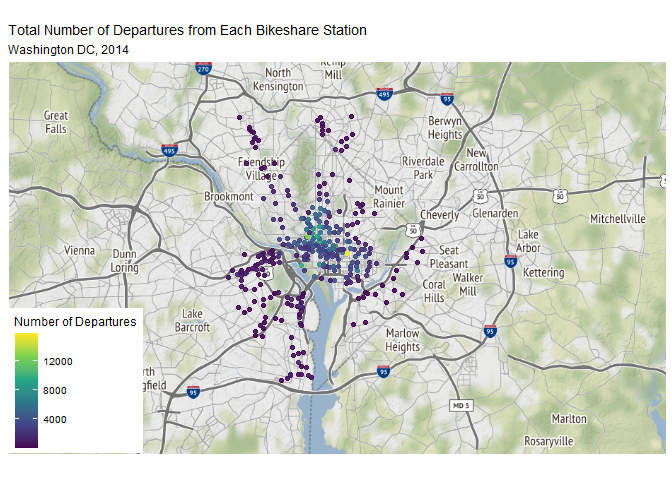 Total Number of Departures from Each Bikeshare Station
Washington DC, 2014
Mill
270
North
Kensington
495
95
Great
Falls
Berwyn
Heights
495
Friendship
Village
Riverdale
Park
New
Carrollton
Brookmont
Mount
Rainier
50
50
Cheverly
Glenarden
Mitchellville
50
Vienna
Dunn
Loring
Seat
Pleasant
Lake
Arbor
95
Kettering
Walker
Mill
Coral
Hills
Lake
Barcroft
Marlow
Heights
95
Number of Departures
12000
8000
4000
95
95
MD 5
Marlton
Rosaryville